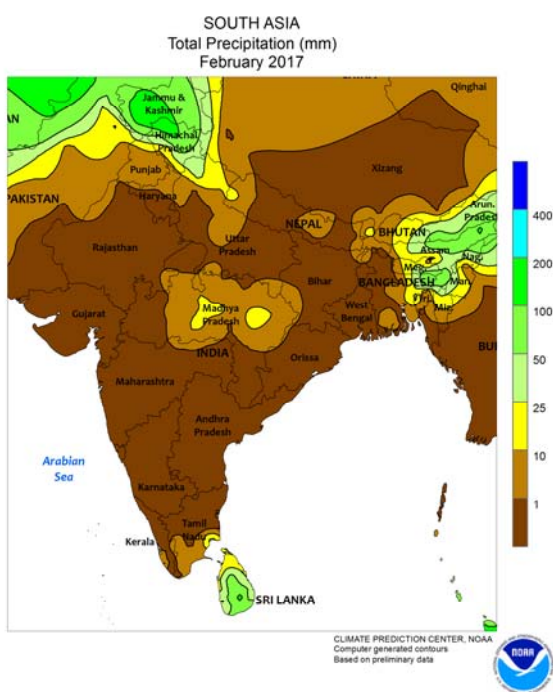 SOUTH ASIA
Total Precipitation (mm)
February 2017
Qinghai
Jammu &
Kashmir
Himachal
Pradesh
Punjab
Xizang
PAKISTAN
Haryana
Arun.
Pradesh
NEPAL
BHUTAN
Uttar
Pradesh
Rajasthan
Assam
Nag.
Meg.
Bihar
BANGLADESH
Man.
Tri.
Miz.
Gujarat
Madhya
Pradesh
West
Bengal
INDIA
Orissa
Maharashtra
Andhra
Pradesh
Arabian
Sea
Karnataka
Tamil
Nadu
Kerala
SRI LANKA
400
200
100
50
25
10
1
CLIMATE PREDICTION CENTER, NOAA
Computer generated contours
Based on preliminary data
NOAA